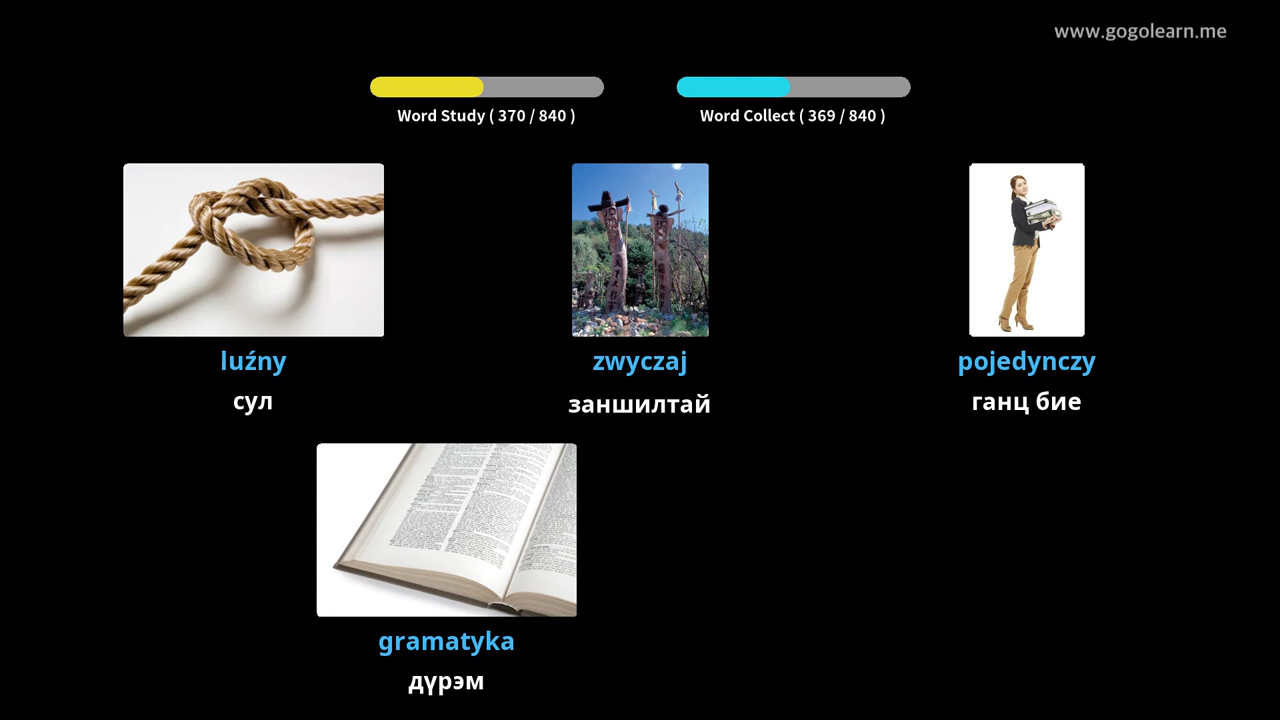 www.gogolearn.me
Word Study ( 370 / 840 )
Word Collect ( 369 / 840 )
luźny
zwyczaj
pojedynczy
сул
заншилтай
ганц бие
gramatyka
дүрэм